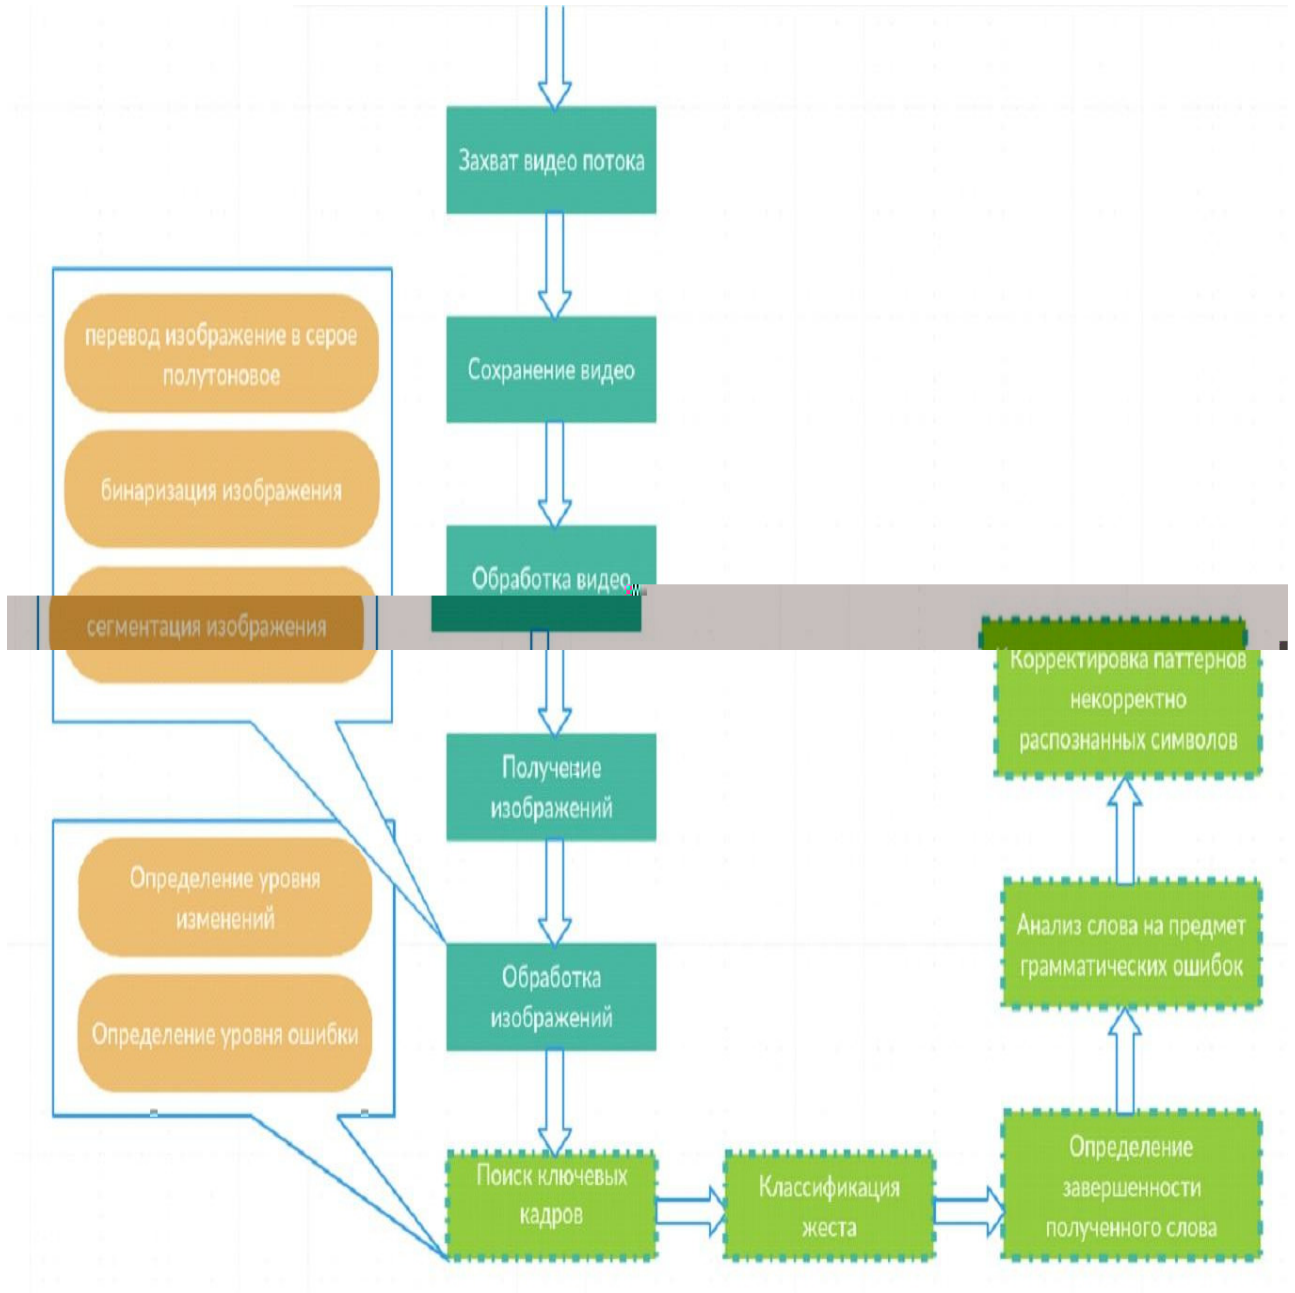 Захват видео потока
Сохранение видео
Обработка видео
перевод изображение в серое
полутоновое
бинаризация изображения
сегментация изображения
Получение
изображений
Обработка
изображений
Определение уровня
изменений
Определение уровня ошибки
Поиск ключевых
кадров
Классификация
жеста
Определение
завершенности
полученного слова
Анализ слова на предмет
грамматических ошибок
Корректировка паттернов
некорректно
распознанных символов